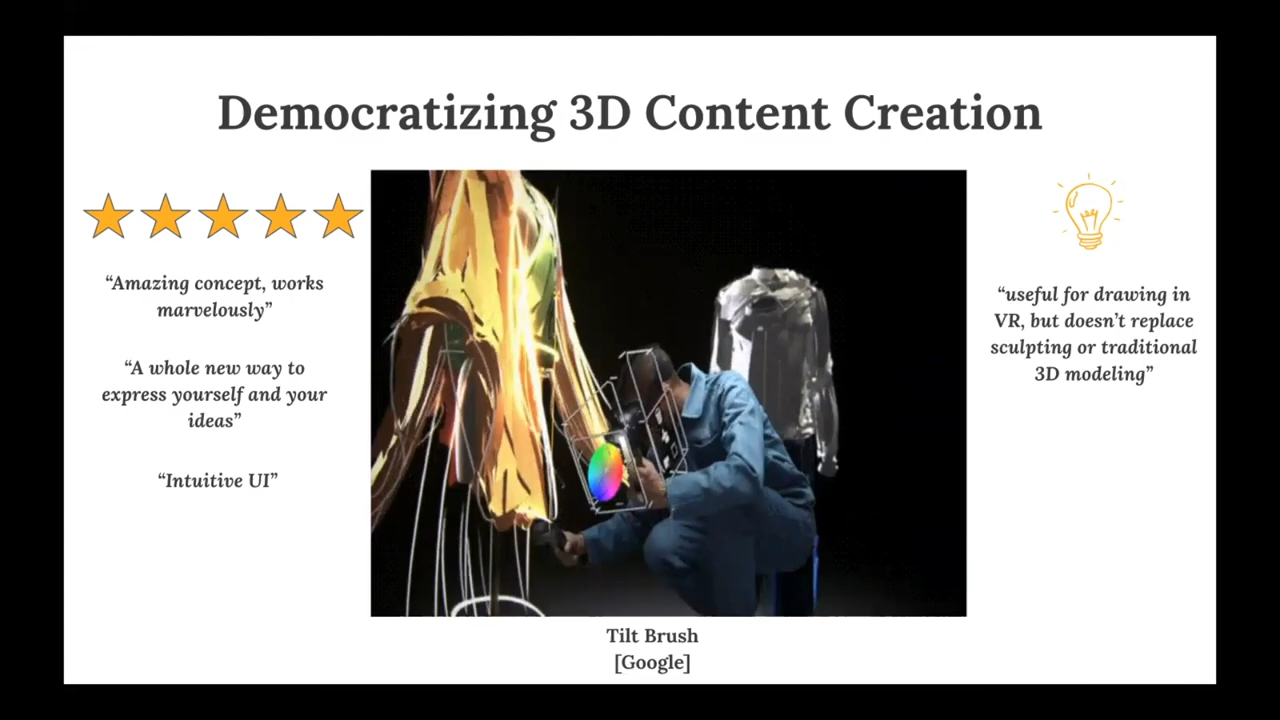 Democratizing 3D Content Creation
“Amazing concept, works
marvelously”
“A whole new way to
express yourself and your
ideas”
“Intuitive UI”
“useful for drawing in
VR, but doesn’t replace
sculpting or traditional
3D modeling”
Tilt Brush
[Google]